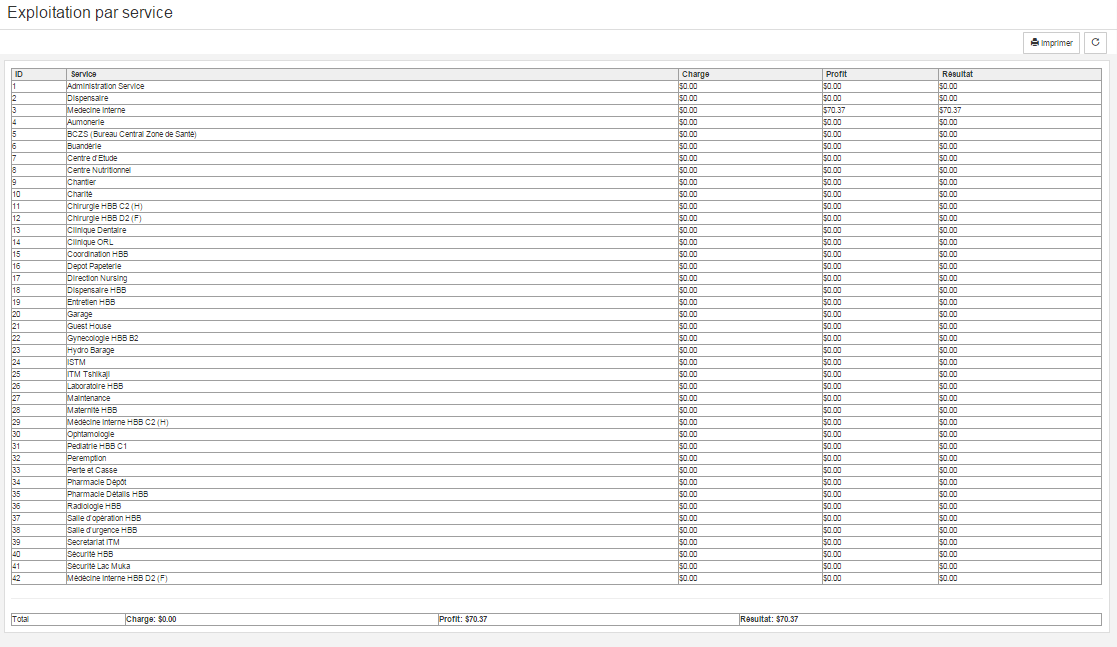 Exploitation par service
Imprimer
ID Service Charge Profit Résultat
1 Administration Service $0.00 $0.00 $0.00
2 Dispensaire $0.00 $0.00 $0.00
3 Medecine Interne $0.00 $70.37 $70.37
4 Aumonerie $0.00 $0.00 $0.00
5 BCZS (Bureau Central Zone de Santé) $0.00 $0.00 $0.00
6 Buandérie $0.00 $0.00 $0.00
7 Centre d'Etude $0.00 $0.00 $0.00
8 Centre Nutritionnel $0.00 $0.00 $0.00
9 Chantier $0.00 $0.00 $0.00
10 Charité $0.00 $0.00 $0.00
11 Chirurgie HBB C2 (H) $0.00 $0.00 $0.00
12 Chirurgie HBB D2 (F) $0.00 $0.00 $0.00
13 Clinique Dentaire $0.00 $0.00 $0.00
14 Clinique ORL $0.00 $0.00 $0.00
15 Coordination HBB $0.00 $0.00 $0.00
16 Depot Papeterie $0.00 $0.00 $0.00
17 Direction Nursing $0.00 $0.00 $0.00
18 Dispensaire HBB $0.00 $0.00 $0.00
19 Entretien HBB $0.00 $0.00 $0.00
20 Garage $0.00 $0.00 $0.00
21 Guest House $0.00 $0.00 $0.00
22 Gynecologie HBB B2 $0.00 $0.00 $0.00
23 Hydro Barage $0.00 $0.00 $0.00
24 ISTM $0.00 $0.00 $0.00
25 ITM Tshikaji $0.00 $0.00 $0.00
26 Laboratoire HBB $0.00 $0.00 $0.00
27 Maintenance $0.00 $0.00 $0.00
28 Maternité HBB $0.00 $0.00 $0.00
29 Médécine Interne HBB C2 (H) $0.00 $0.00 $0.00
30 Ophtamologie $0.00 $0.00 $0.00
31 Pediatrie HBB C1 $0.00 $0.00 $0.00
32 Peremption $0.00 $0.00 $0.00
33 Perte et Casse $0.00 $0.00 $0.00
34 Pharmacie Dépôt $0.00 $0.00 $0.00
35 Pharmacie Détails HBB $0.00 $0.00 $0.00
36 Radiologie HBB $0.00 $0.00 $0.00
37 Salle d'opération HBB $0.00 $0.00 $0.00
38 Salle d'urgence HBB $0.00 $0.00 $0.00
39 Secretariat ITM $0.00 $0.00 $0.00
40 Sécurité HBB $0.00 $0.00 $0.00
41 Sécurité Lac Muka $0.00 $0.00 $0.00
42 Médécine Interne HBB D2 (F) $0.00 $0.00 $0.00
Total Charge: $0.00 Profit: $70.37 Résultat: $70.37